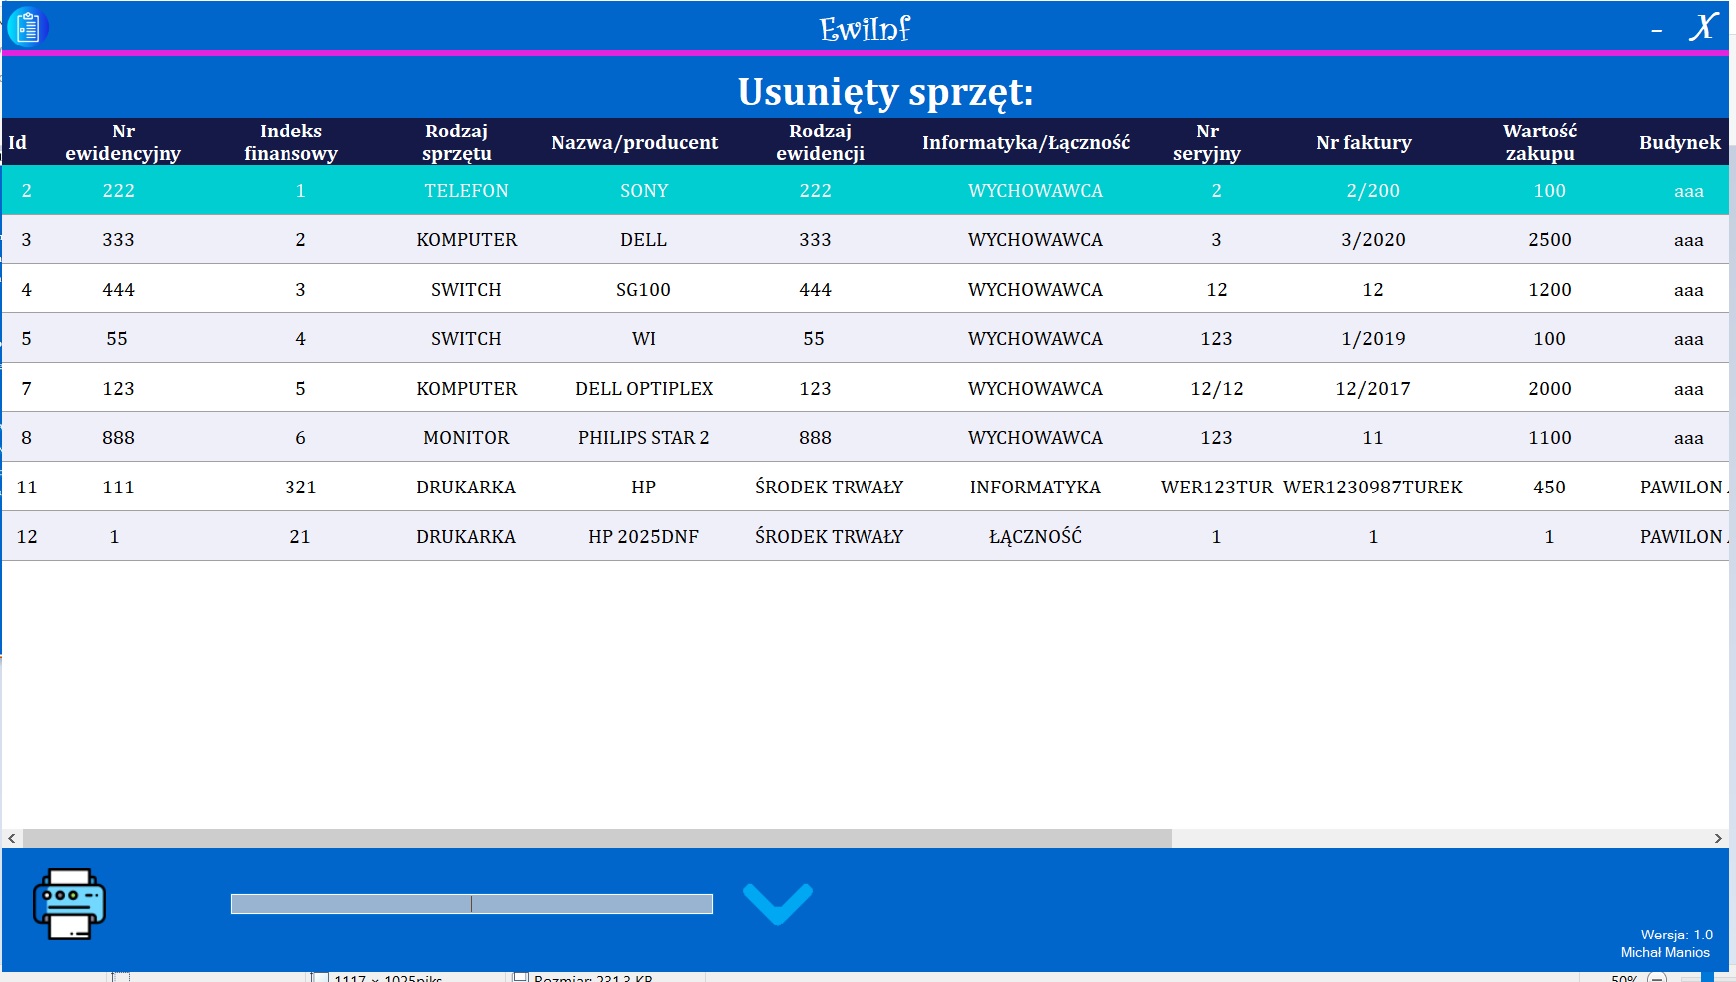 EwiInf
- X
Usunięty sprzęt:
Id Nr ewidencyjny Indeks finansowy Rodzaj sprzętu Nazwa/producent Rodzaj ewidencji Informatyka/Łączność Nr seryjny Nr faktury Wartość zakupu Budynek
2 222 1 TELEFON SONY 222 WYCHOWAWCA 2 2/200 100 aaa
3 333 2 KOMPUTER DELL 333 WYCHOWAWCA 3 3/2020 2500 aaa
4 444 3 SWITCH SG100 444 WYCHOWAWCA 12 12 1200 aaa
5 55 4 SWITCH WI 55 WYCHOWAWCA 123 1/2019 100 aaa
7 123 5 KOMPUTER DELL OPTIPLEX 123 WYCHOWAWCA 12/12 12/2017 2000 aaa
8 888 6 MONITOR PHILIPS STAR 2 888 WYCHOWAWCA 123 11 1100 aaa
11 111 321 DRUKARKA HP ŚRODEK TRWAŁY INFORMATYKA WER123TUR WER1230987TUREK 450 PAWILON
12 1 21 DRUKARKA HP 2025DNF ŚRODEK TRWAŁY ŁĄCZNOŚĆ 1 1 1 PAWILON
Wersja: 1.0
Michał Manios
1117 × 1025piks Rozmiar: 231,3 KB 50%